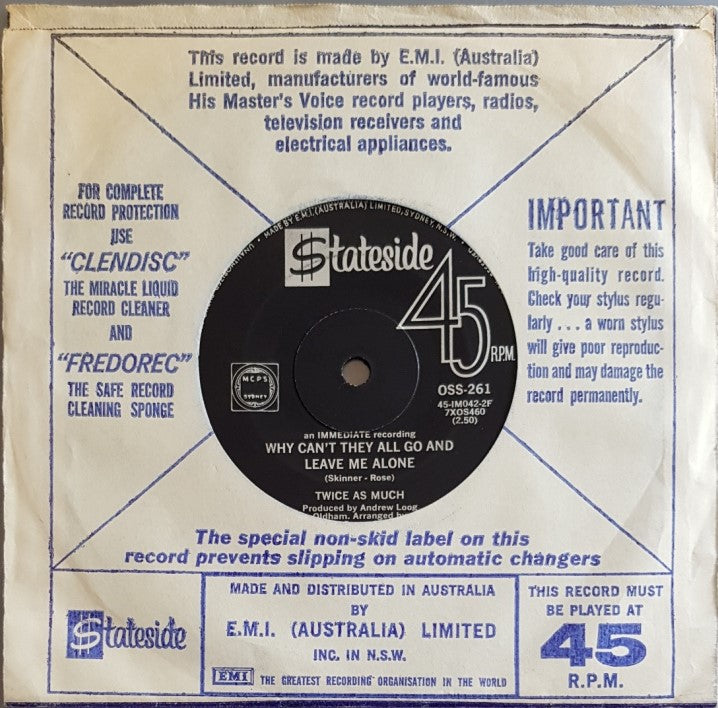 This record is made by E.M.I. (Australia)
Limited, manufacturers of world-famous
His Master's Voice record players, radios,
television receivers and
electrical appliances.
FOR COMPLETE
RECORD PROTECTION
USE
"CLENDISC"
THE MIRACLE LIQUID
RECORD CLEANER
AND
"FREDOREC"
THE SAFE RECORD
CLEANING SPONGE
MADE BY E.M.I. (AUSTRALIA) LIMITED, SYDNEY, N.S.W.
Stateside
45 R.P.M.
MCPS
SYDNEY
OSS-261
45-IM042-2F
7XOS460
(2.50)
an IMMEDIATE recording
WHY CAN'T THEY ALL GO AND
LEAVE ME ALONE
(Skinner - Rose)
TWICE AS MUCH
Produced by Andrew Loog
Oldham. Arranged by
IMPORTANT
Take good care of this
high-quality record.
Check your stylus regu-
larly . . . a worn stylus
will give poor reproduc-
tion and may damage the
record permanently.
The special non-skid label on this
record prevents slipping on automatic changers
Stateside
MADE AND DISTRIBUTED IN AUSTRALIA
BY
E.M.I. (AUSTRALIA) LIMITED
INC. IN N.S.W.
EMI THE GREATEST RECORDING ORGANISATION IN THE WORLD
THIS RECORD MUST
BE PLAYED AT
45
R.P.M.